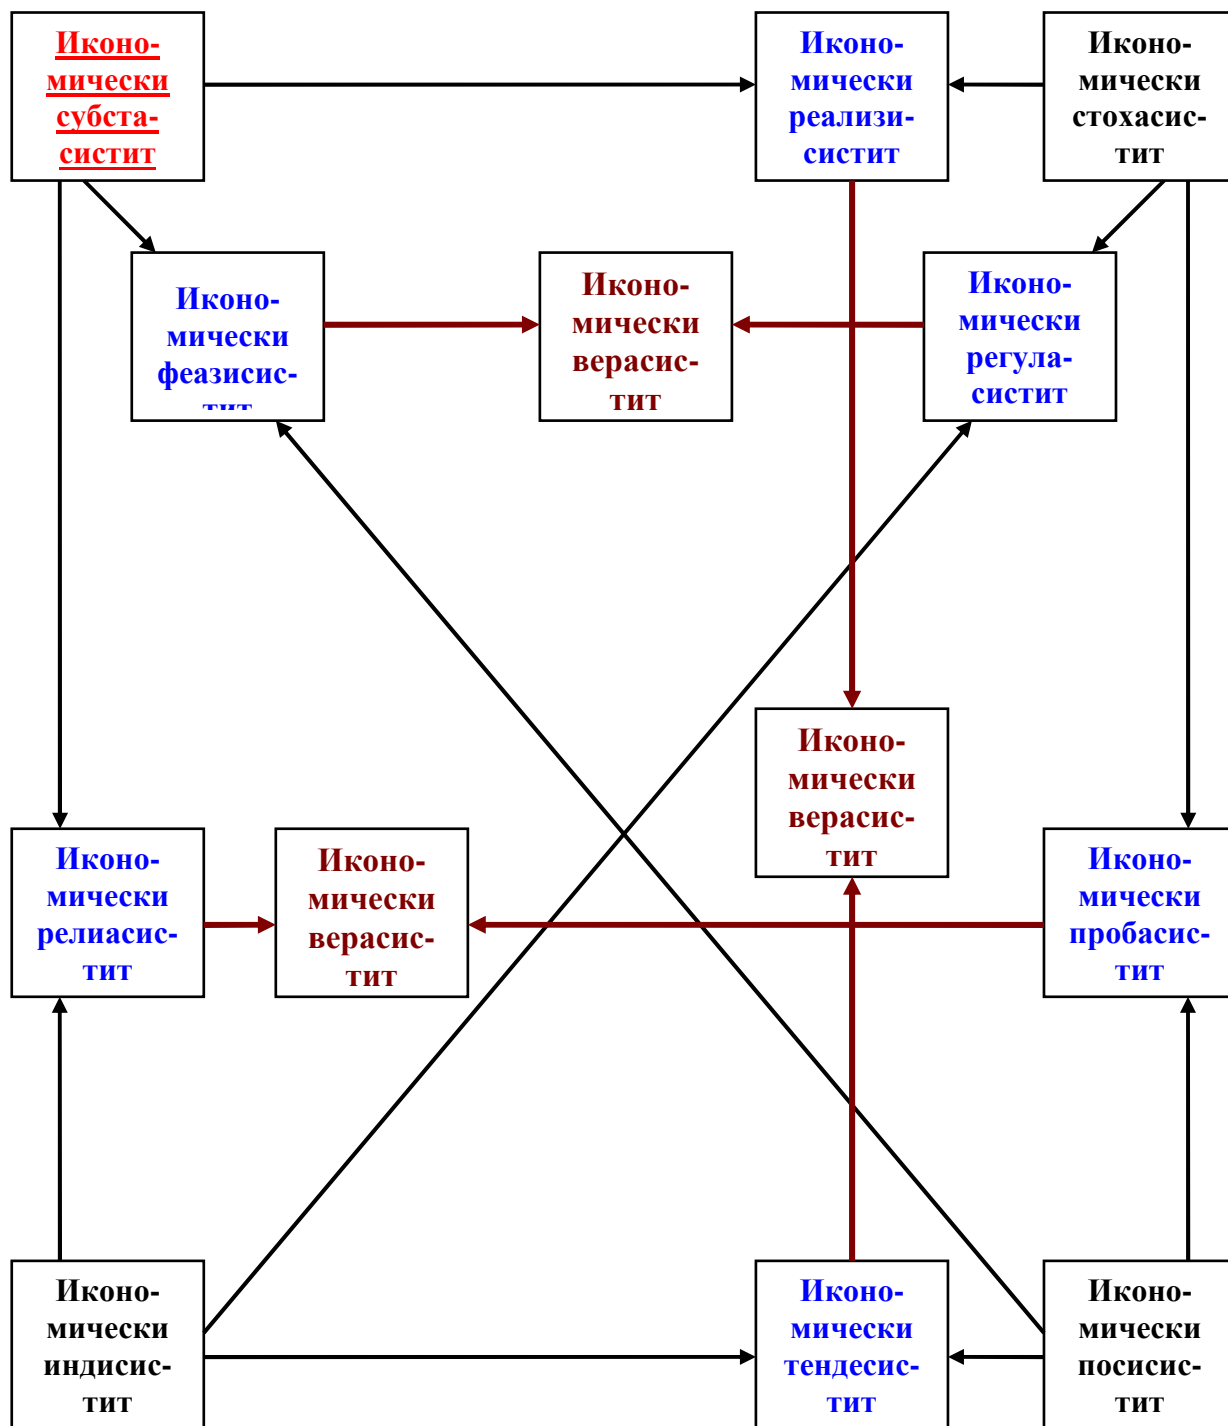 Иконо-
мически
субста-
систит
Иконо-
мически
реализи-
систит
Иконо-
мически
стохасис-
тит
Иконо-
мически
феазисис-
тит
Иконо-
мически
верасис-
тит
Иконо-
мически
регула-
систит
Иконо-
мически
верасис-
тит
Иконо-
мически
релиасис-
тит
Иконо-
мически
верасис-
тит
Иконо-
мически
пробасис-
тит
Иконо-
мически
индисис-
тит
Иконо-
мически
тендесис-
тит
Иконо-
мически
посисис-
тит